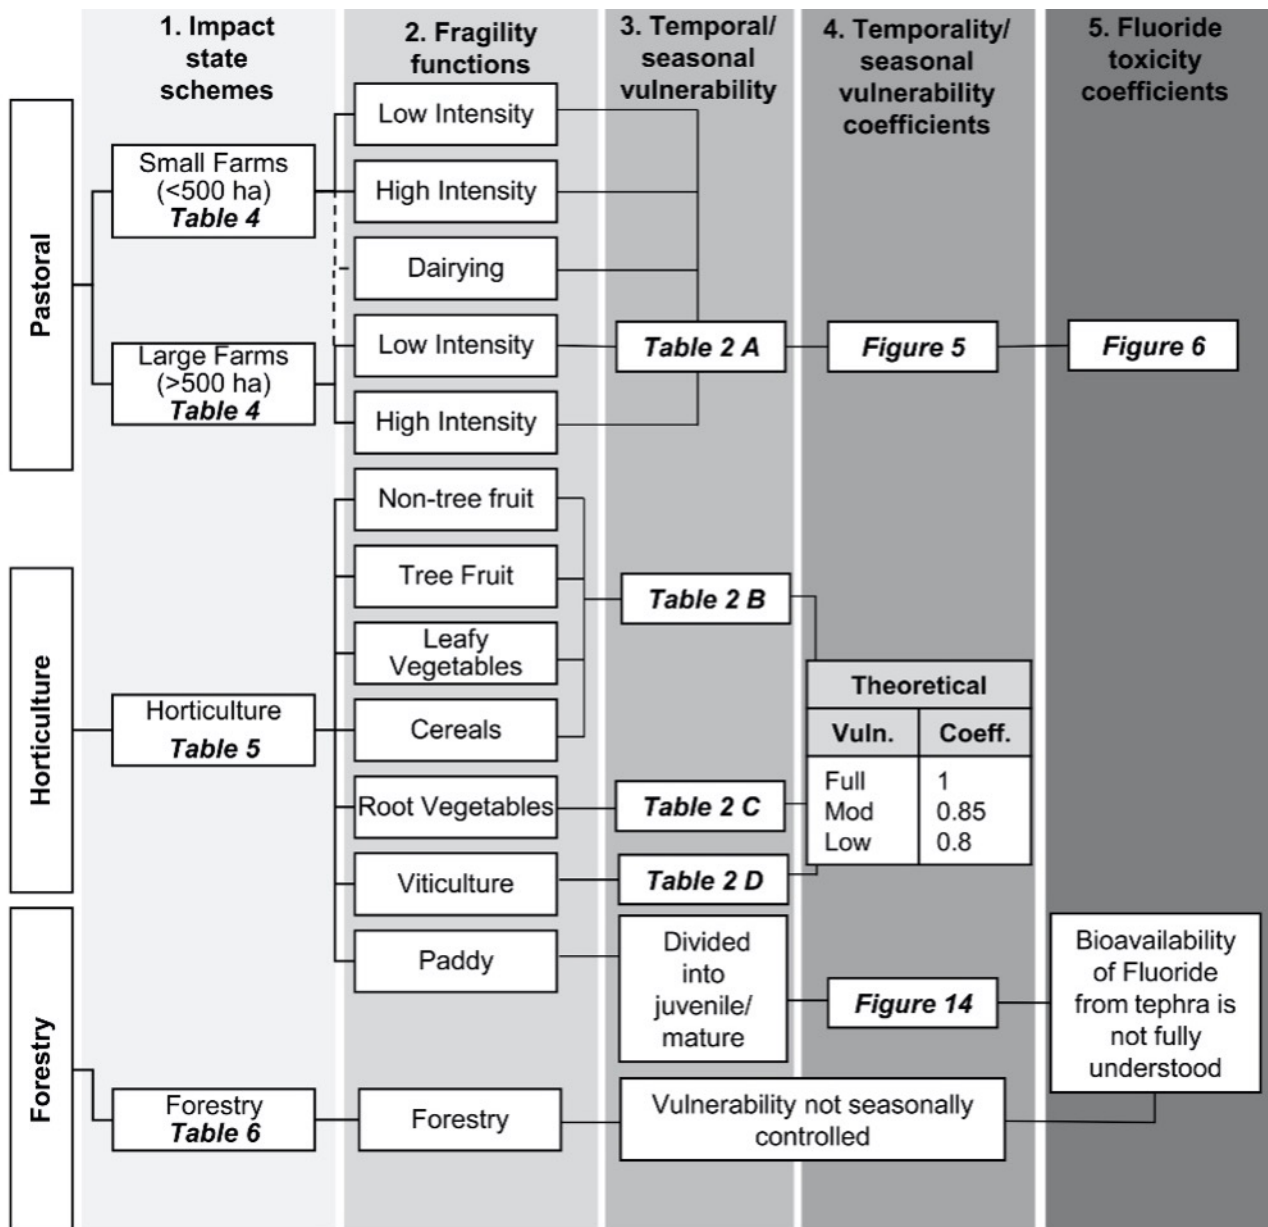 1. Impact
state
schemes
2. Fragility
functions
3. Temporal/
seasonal
vulnerability
4. Temporality/
seasonal
vulnerability
coefficients
5. Fluoride
toxicity
coefficients
Pastoral
Small Farms
(<500 ha)
Table 4
Large Farms
(>500 ha)
Table 4
Low Intensity
High Intensity
Dairying
Low Intensity
High Intensity
Table 2 A
Figure 5
Figure 6
Horticulture
Horticulture
Table 5
Non-tree fruit
Tree Fruit
Leafy
Vegetables
Cereals
Root Vegetables
Viticulture
Paddy
Table 2 B
Table 2 C
Table 2 D
Divided
into
juvenile/
mature
Theoretical
Vuln. Coeff.
Full 1
Mod 0.85
Low 0.8
Figure 14
Bioavailability
of Fluoride
from tephra is
not fully
understood
Forestry
Forestry
Table 6
Forestry
Vulnerability not seasonally
controlled